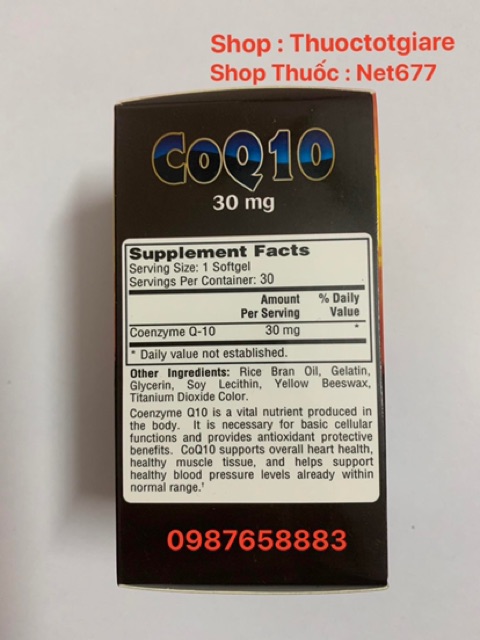 Shop : Thuoctotgiare
Shop Thuốc : Net677
CoQ10
30 mg
Supplement Facts
Serving Size: 1 Softgel
Servings Per Container: 30
Amount % Daily
Per Serving Value
Coenzyme Q-10 30 mg *
* Daily value not established.
Other Ingredients: Rice Bran Oil, Gelatin,
Glycerin, Soy Lecithin, Yellow Beeswax,
Titanium Dioxide Color.
Coenzyme Q10 is a vital nutrient produced in
the body. It is necessary for basic cellular
functions and provides antioxidant protective
benefits. CoQ10 supports overall heart health,
healthy muscle tissue, and helps support
healthy blood pressure levels already within
normal range.†
0987658883